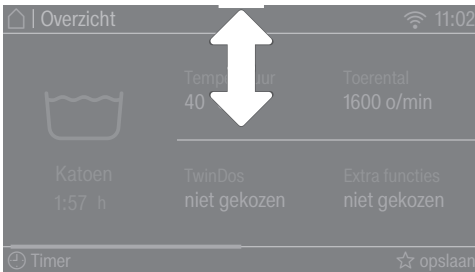 | Overzicht 11:02
Toerental
40 1600 o/min
Katoen TwinDos Extra functies
1:57 h niet gekozen niet gekozen
Timer opslaan